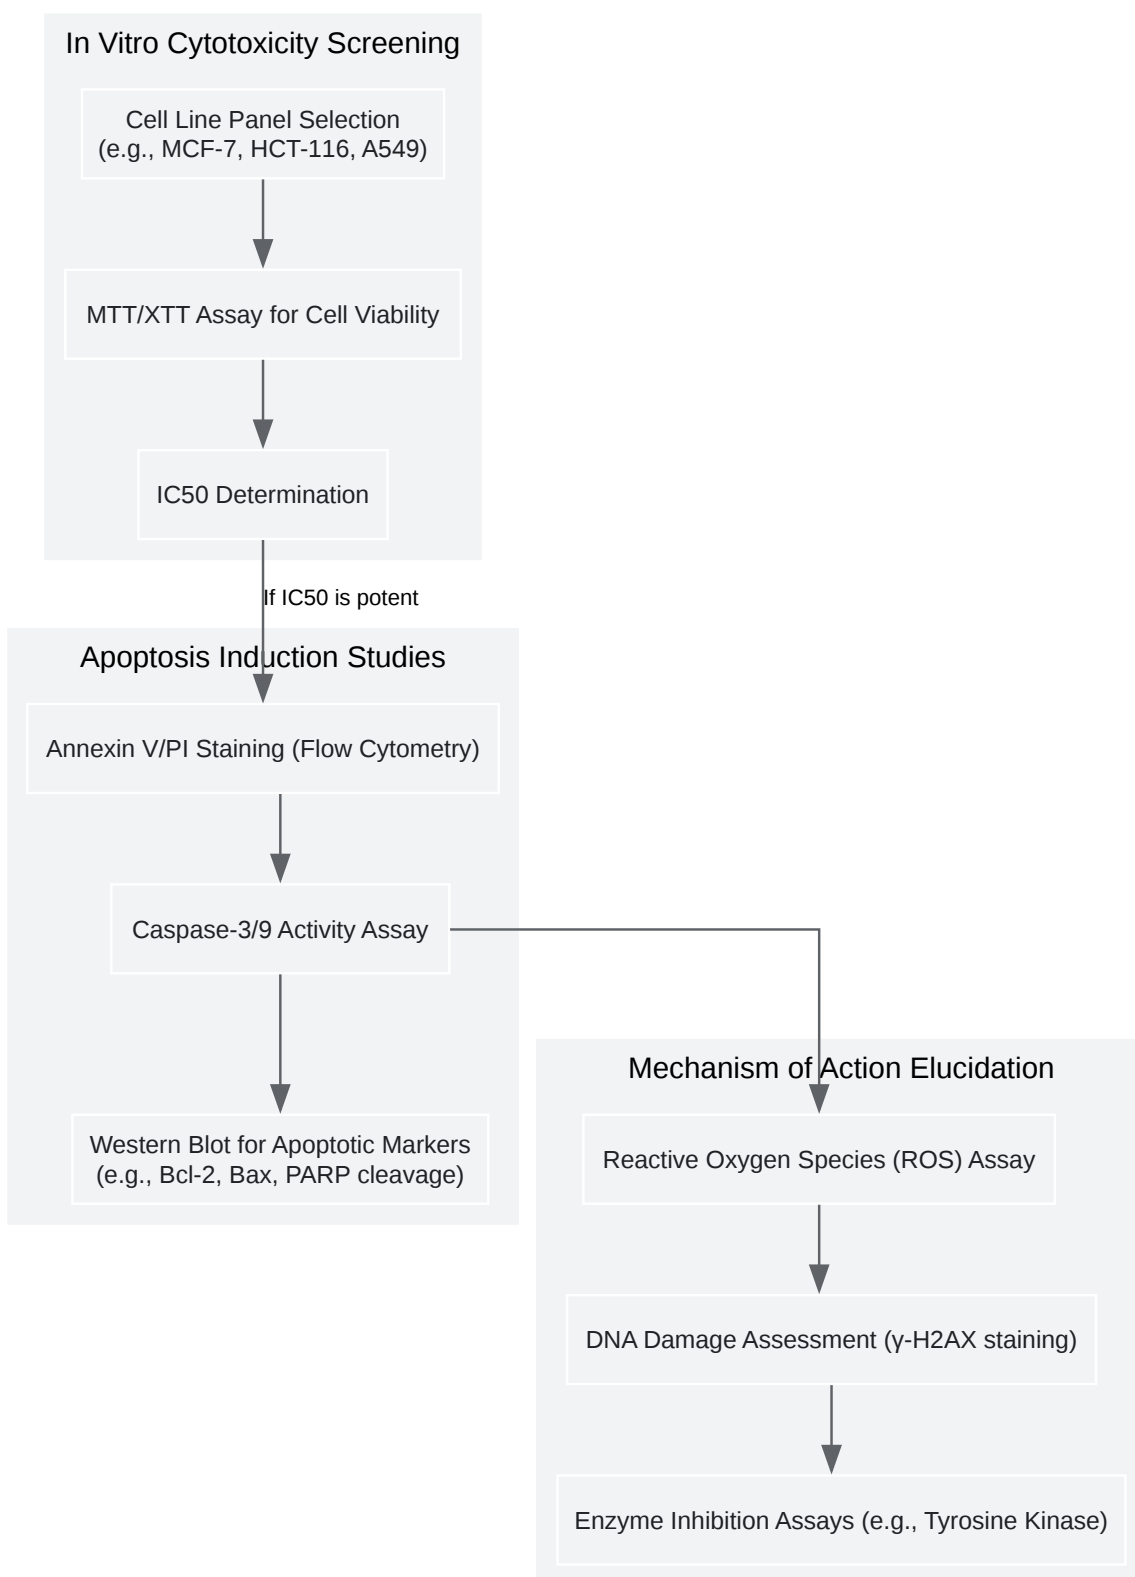 In Vitro Cytotoxicity Screening
Cell Line Panel Selection
(e.g., MCF-7, HCT-116, A549)
MTT/XTT Assay for Cell Viability
IC50 Determination
If IC50 is potent
Apoptosis Induction Studies
Annexin V/PI Staining (Flow Cytometry)
Caspase-3/9 Activity Assay
Western Blot for Apoptotic Markers
(e.g., Bcl-2, Bax, PARP cleavage)
Mechanism of Action Elucidation
Reactive Oxygen Species (ROS) Assay
DNA Damage Assessment (γ-H2AX staining)
Enzyme Inhibition Assays (e.g., Tyrosine Kinase)